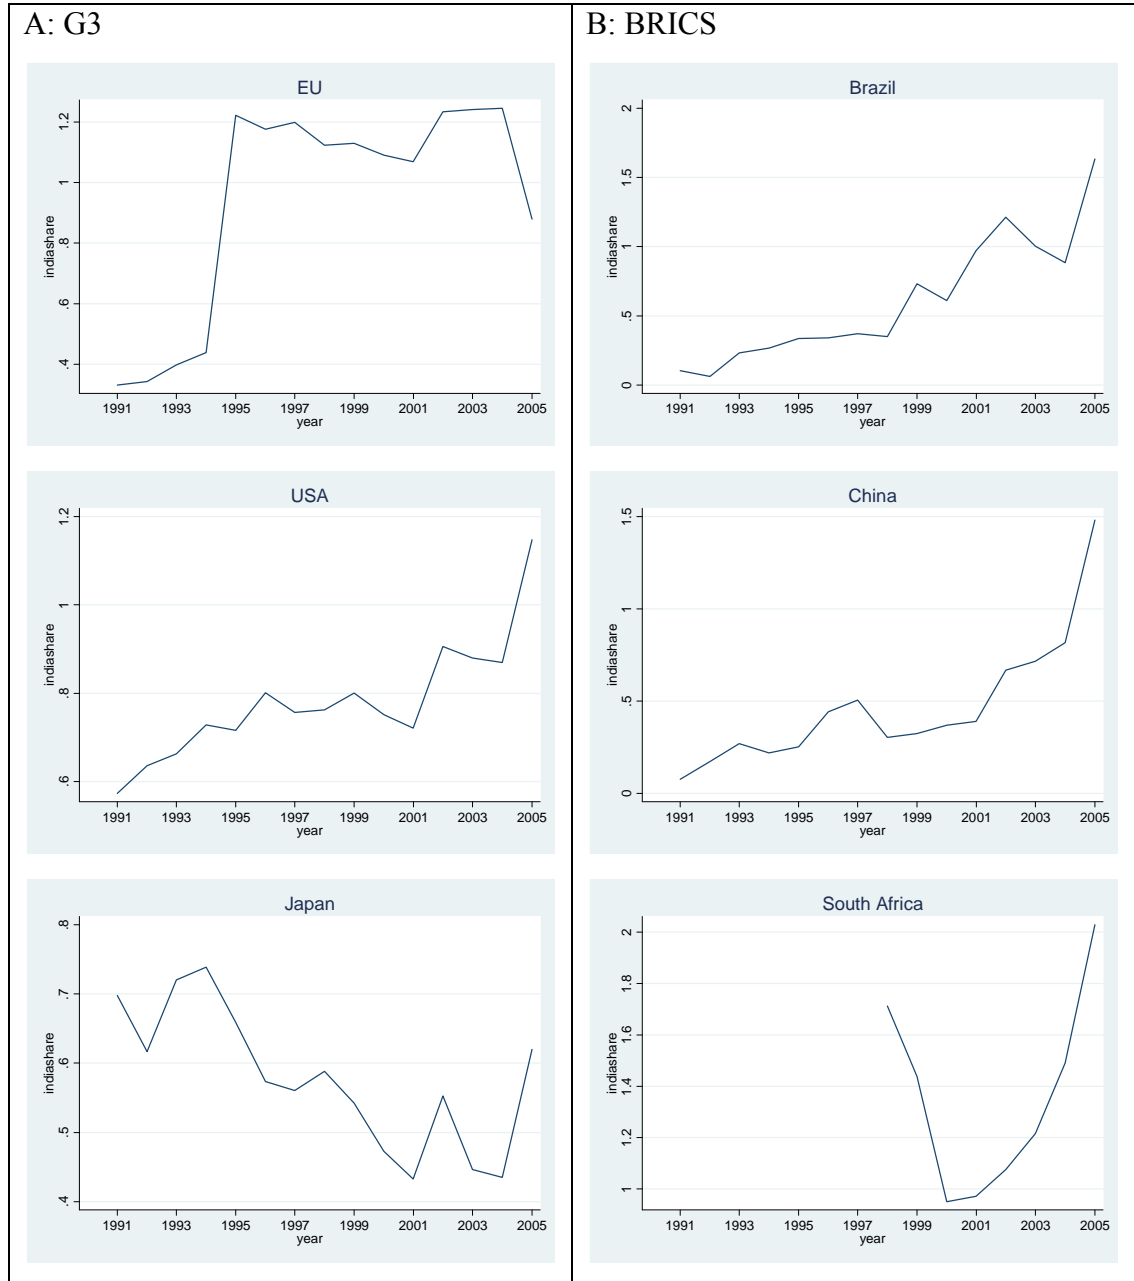 A: G3
EU
indiashare
.4 .6 .8 1 1.2
1991 1993 1995 1997 1999 2001 2003 2005
year
USA
indiashare
.6 .8 1 1.2
1991 1993 1995 1997 1999 2001 2003 2005
year
Japan
indiashare
.4 .5 .6 .7 .8
1991 1993 1995 1997 1999 2001 2003 2005
year
B: BRICS
Brazil
indiashare
0 .5 1 1.5 2
1991 1993 1995 1997 1999 2001 2003 2005
year
China
indiashare
0 .5 1 1.5
1991 1993 1995 1997 1999 2001 2003 2005
year
South Africa
indiashare
1 1.2 1.4 1.6 1.8 2
1991 1993 1995 1997 1999 2001 2003 2005
year